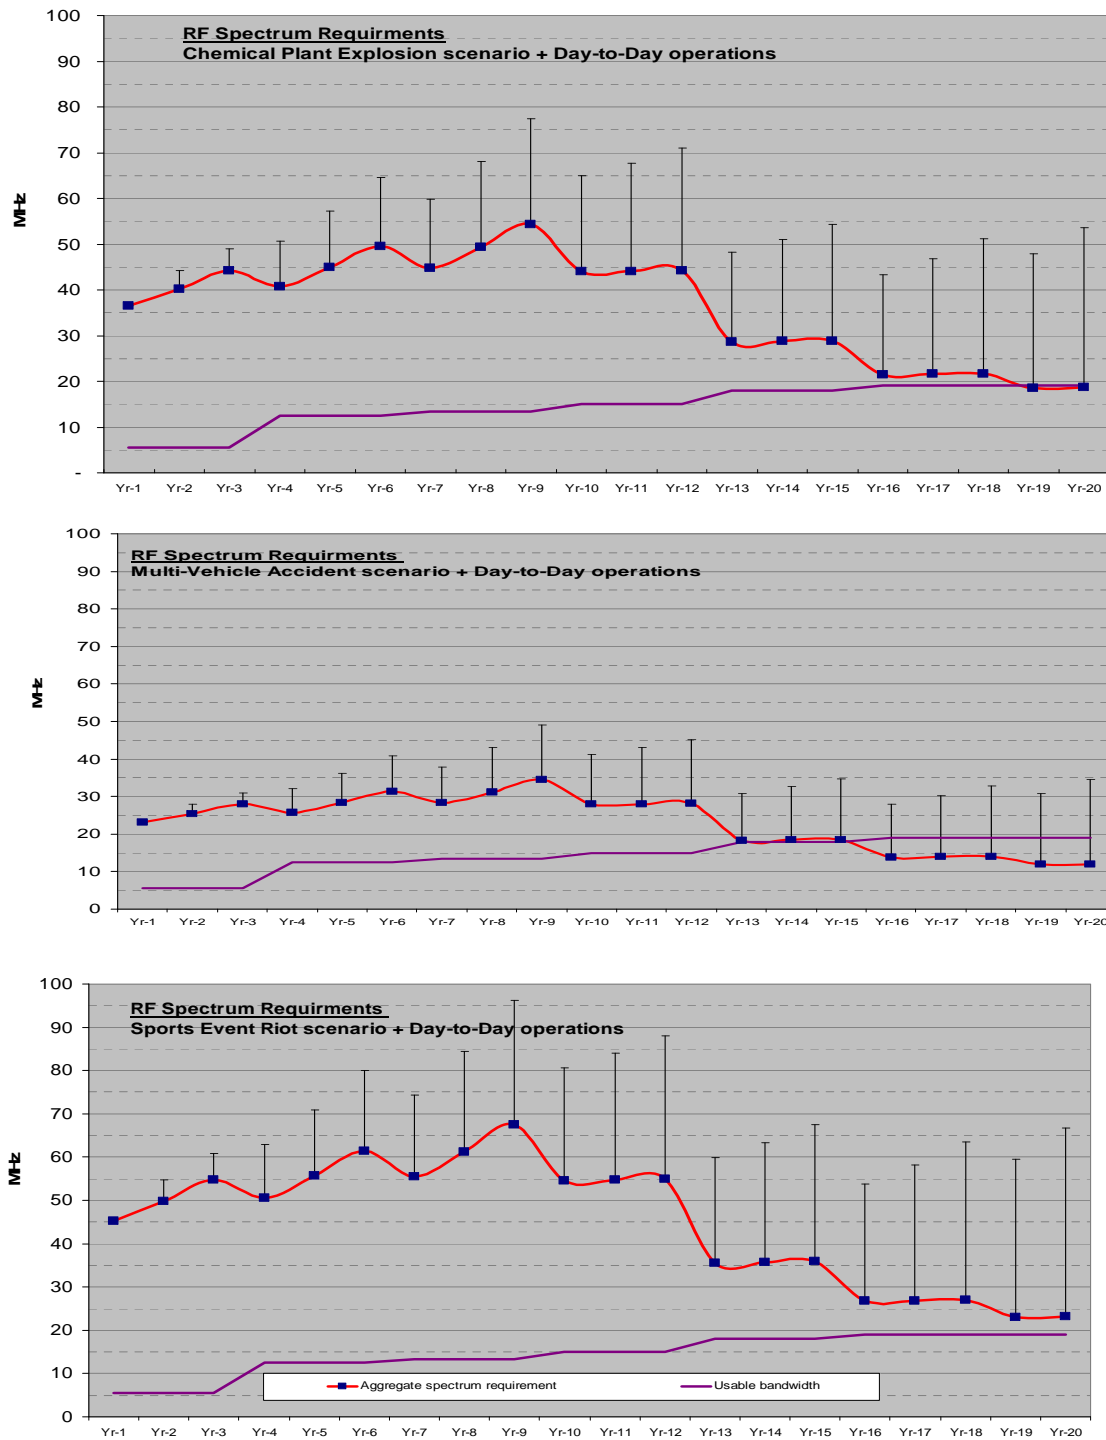 RF Spectrum Requirments
Chemical Plant Explosion scenario + Day-to-Day operations
MHz
100
90
80
70
60
50
40
30
20
10
-
Yr-1 Yr-2 Yr-3 Yr-4 Yr-5 Yr-6 Yr-7 Yr-8 Yr-9 Yr-10 Yr-11 Yr-12 Yr-13 Yr-14 Yr-15 Yr-16 Yr-17 Yr-18 Yr-19 Yr-20
RF Spectrum Requirments
Multi-Vehicle Accident scenario + Day-to-Day operations
MHz
100
90
80
70
60
50
40
30
20
10
0
Yr-1 Yr-2 Yr-3 Yr-4 Yr-5 Yr-6 Yr-7 Yr-8 Yr-9 Yr-10 Yr-11 Yr-12 Yr-13 Yr-14 Yr-15 Yr-16 Yr-17 Yr-18 Yr-19 Yr-20
RF Spectrum Requirments
Sports Event Riot scenario + Day-to-Day operations
MHz
100
90
80
70
60
50
40
30
20
10
0
Aggregate spectrum requirement Usable bandwidth
Yr-1 Yr-2 Yr-3 Yr-4 Yr-5 Yr-6 Yr-7 Yr-8 Yr-9 Yr-10 Yr-11 Yr-12 Yr-13 Yr-14 Yr-15 Yr-16 Yr-17 Yr-18 Yr-19 Yr-20